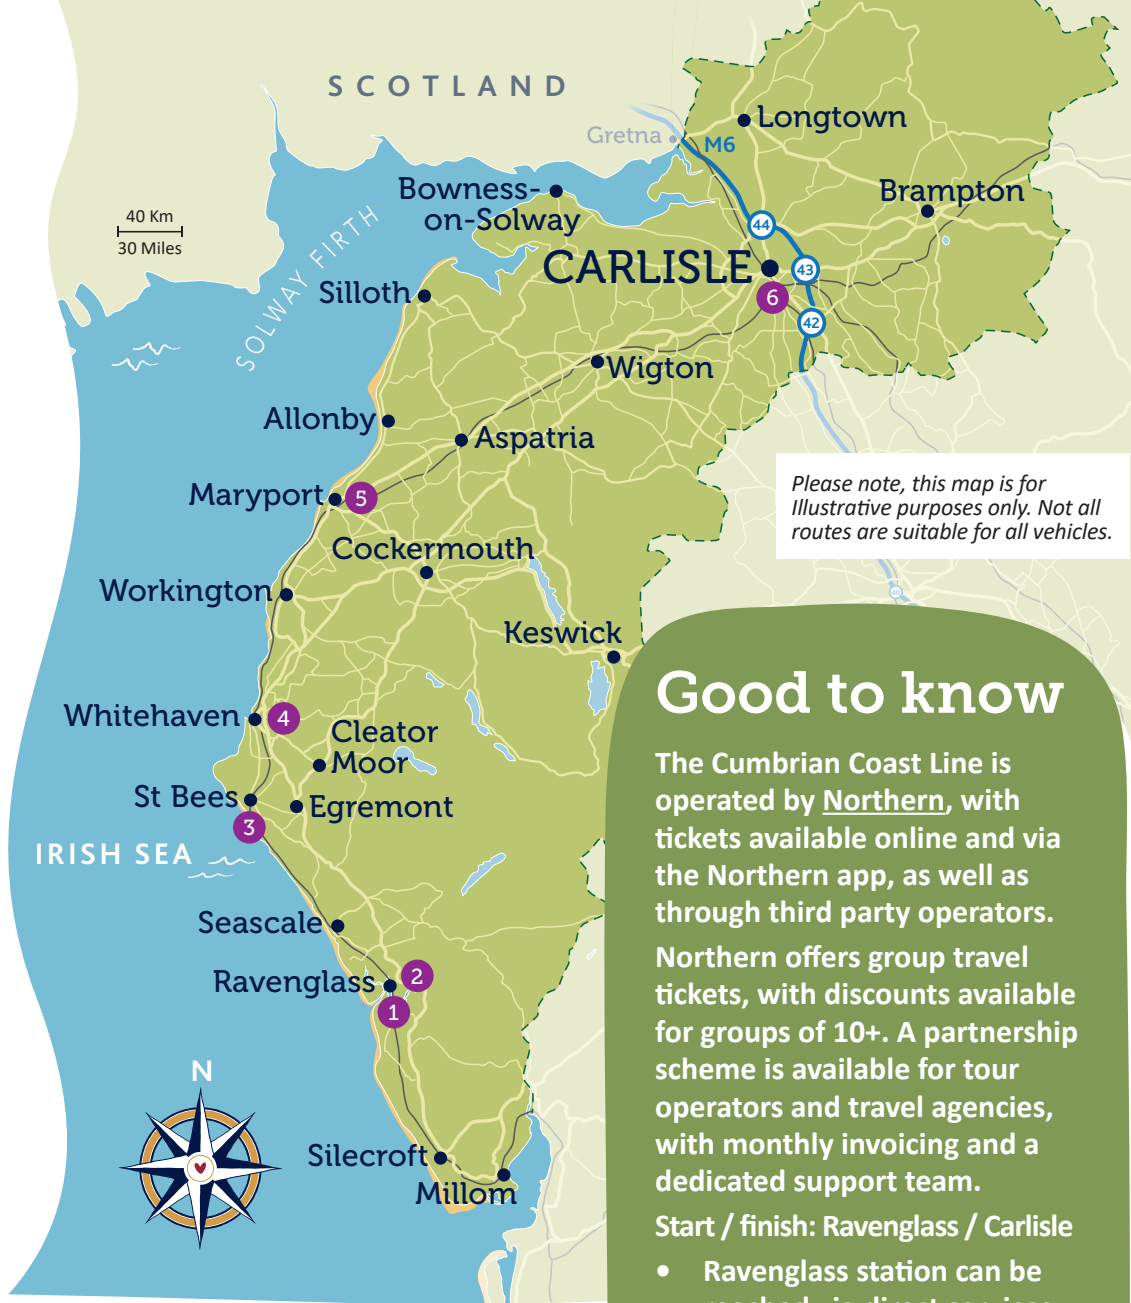 SCOTLAND
Gretna
Longtown
M6
Bowness-
on-Solway
Brampton
40 Km
30 Miles
SOLWAY FIRTH
44
CARLISLE
43
6
42
Silloth
Wigton
Allonby
Aspatria
Maryport
5
Please note, this map is for
Illustrative purposes only. Not all
routes are suitable for all vehicles.
Cockermouth
Workington
40
Keswick
Whitehaven
4
Cleator
Moor
St Bees
Egremont
3
IRISH SEA
Seascale
Ravenglass
2
1
N
Silecroft
Millom
Good to know
The Cumbrian Coast Line is
operated by Northern, with
tickets available online and via
the Northern app, as well as
through third party operators.
Northern offers group travel
tickets, with discounts available
for groups of 10+. A partnership
scheme is available for tour
operators and travel agencies,
with monthly invoicing and a
dedicated support team.
Start / finish: Ravenglass / Carlisle
• Ravenglass station can be